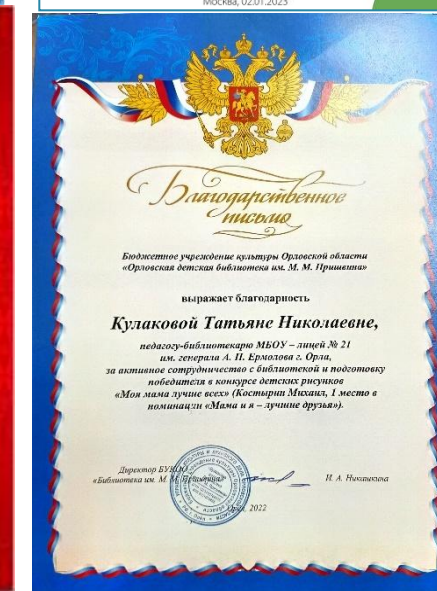 Москва, 02.01.2023
Благодарственное
письмо
Бюджетное учреждение культуры Орловской области
«Орловская детская библиотека им. М. М. Пришвина»
выражает благодарность
Кулаковой Татьяне Николаевне,
педагогу-библиотекарю МБОУ – лицей № 21
им. генерала А. П. Ермолова г. Орла,
за активное сотрудничество с библиотекой и подготовку
победителя в конкурсе детских рисунков
«Моя мама лучше всех» (Костырин Михаил, 1 место в
номинации «Мама и я – лучшие друзья»).
Директор БУКОО
«Библиотека им. М. М. Пришвина»
И. А. Никашкина
Орёл, 2022